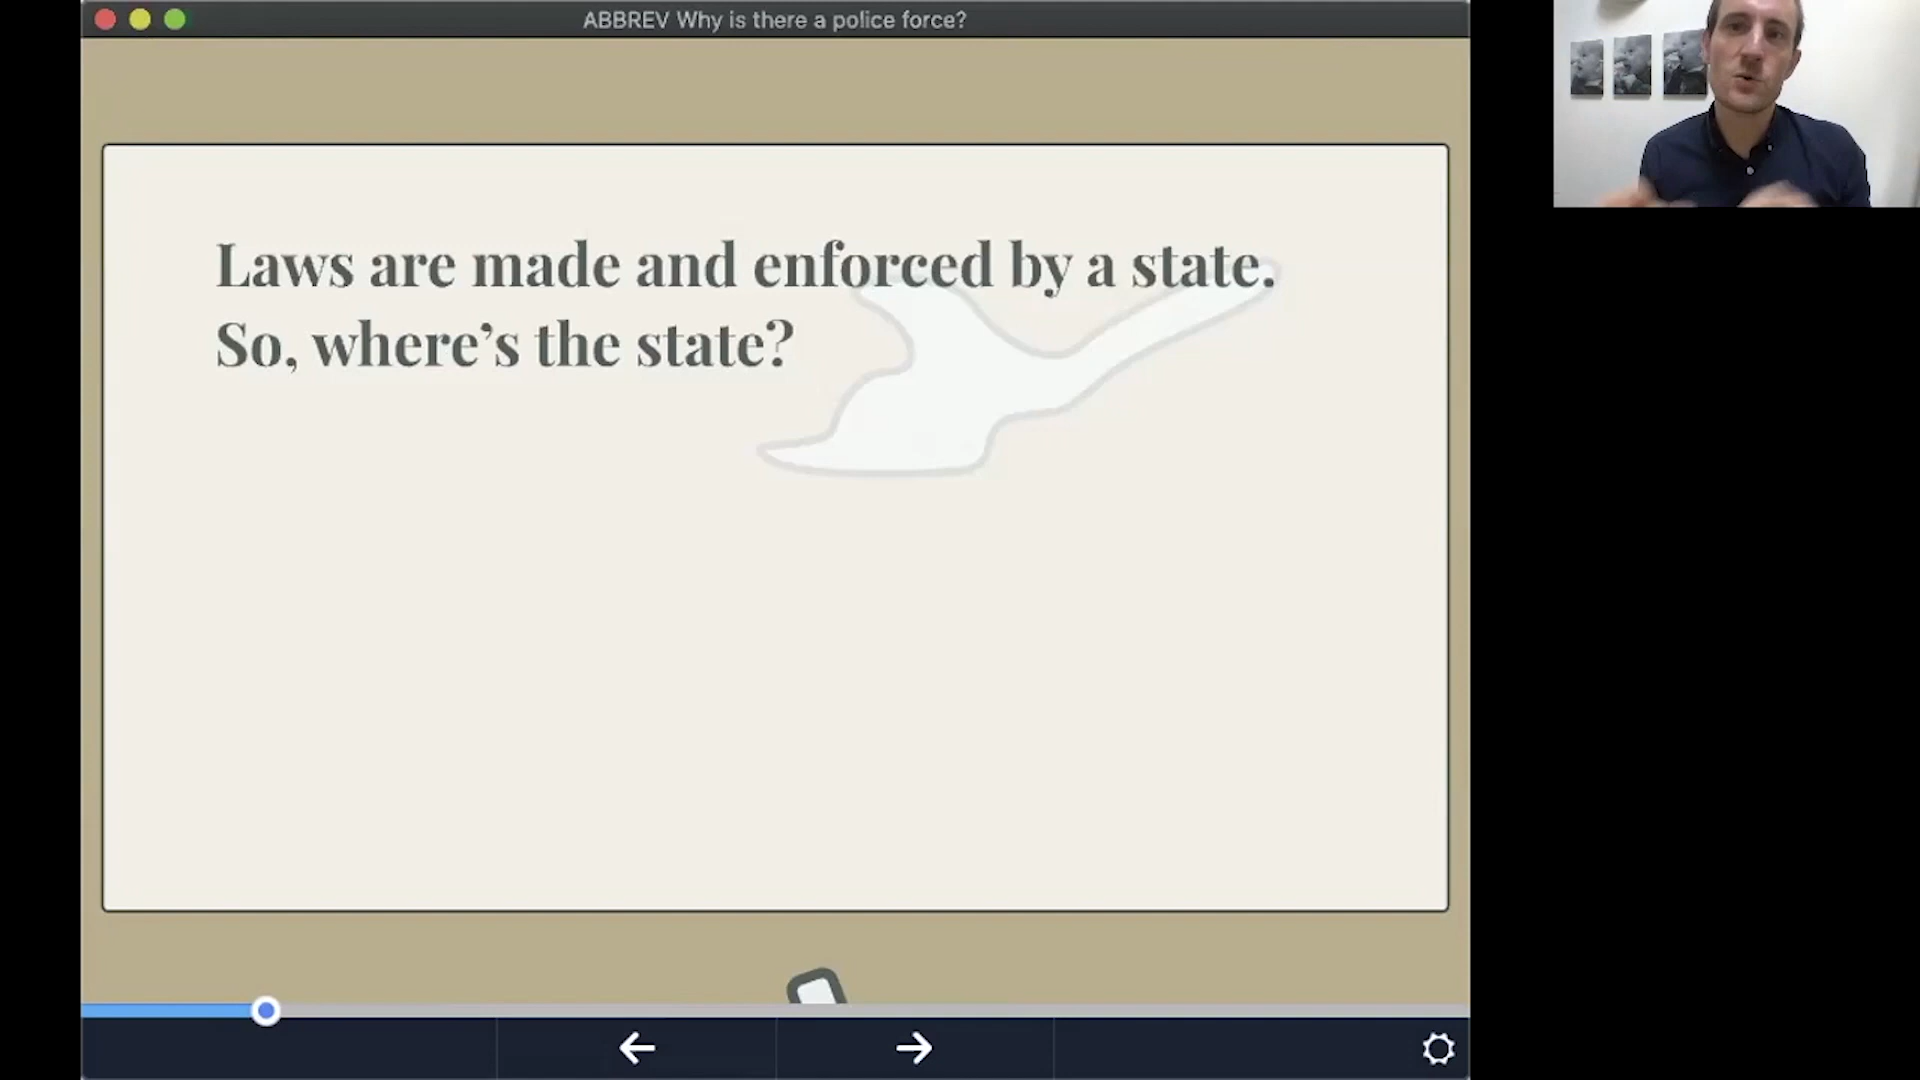 ABBREV Why is there a police force?
Laws are made and enforced by a state.
So, where’s the state?